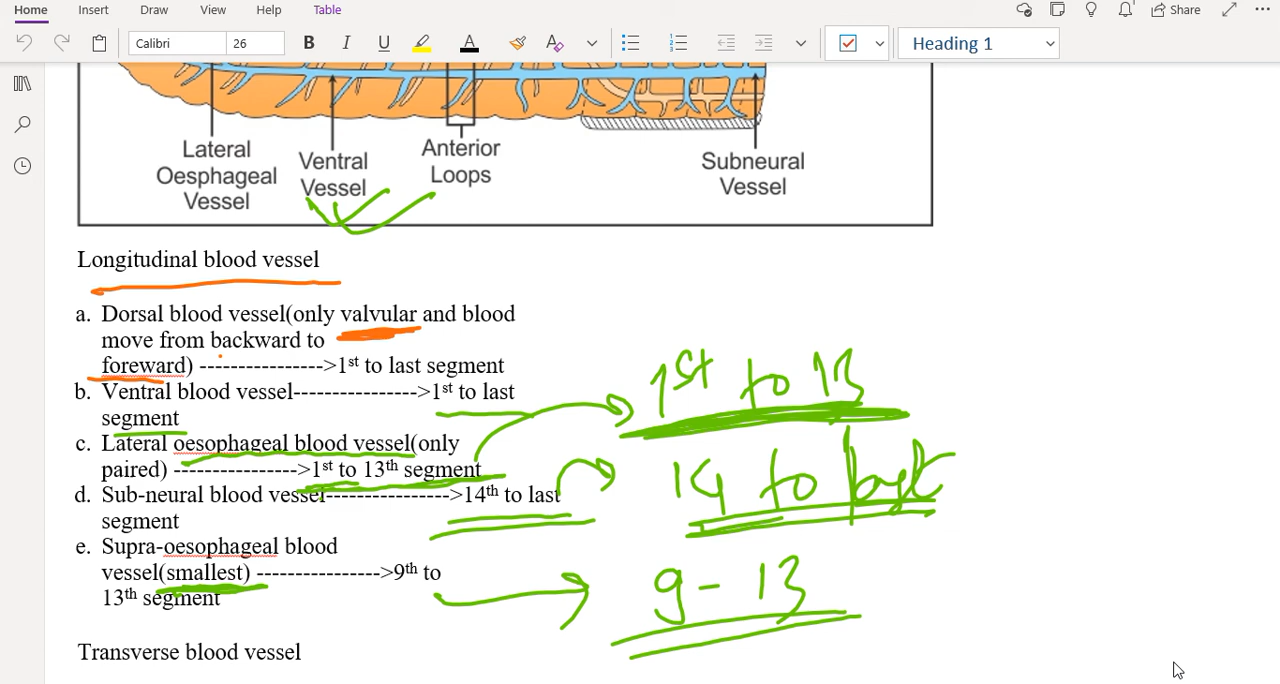 Home Insert Draw View Help Table Share
Calibri 26 B I U A Heading 1
Lateral Oesphageal Vessel
Ventral Vessel
Anterior Loops
Subneural Vessel
Longitudinal blood vessel
a. Dorsal blood vessel(only valvular and blood
move from backward to
foreward) ---------------->1st to last segment
b. Ventral blood vessel---------------->1st to last
segment
c. Lateral oesophageal blood vessel(only
paired) ---------------->1st to 13th segment
d. Sub-neural blood vessel---------------->14th to last
segment
e. Supra-oesophageal blood
vessel(smallest) ---------------->9th to
13th segment
1st to 13
14 to last
9 - 13
Transverse blood vessel